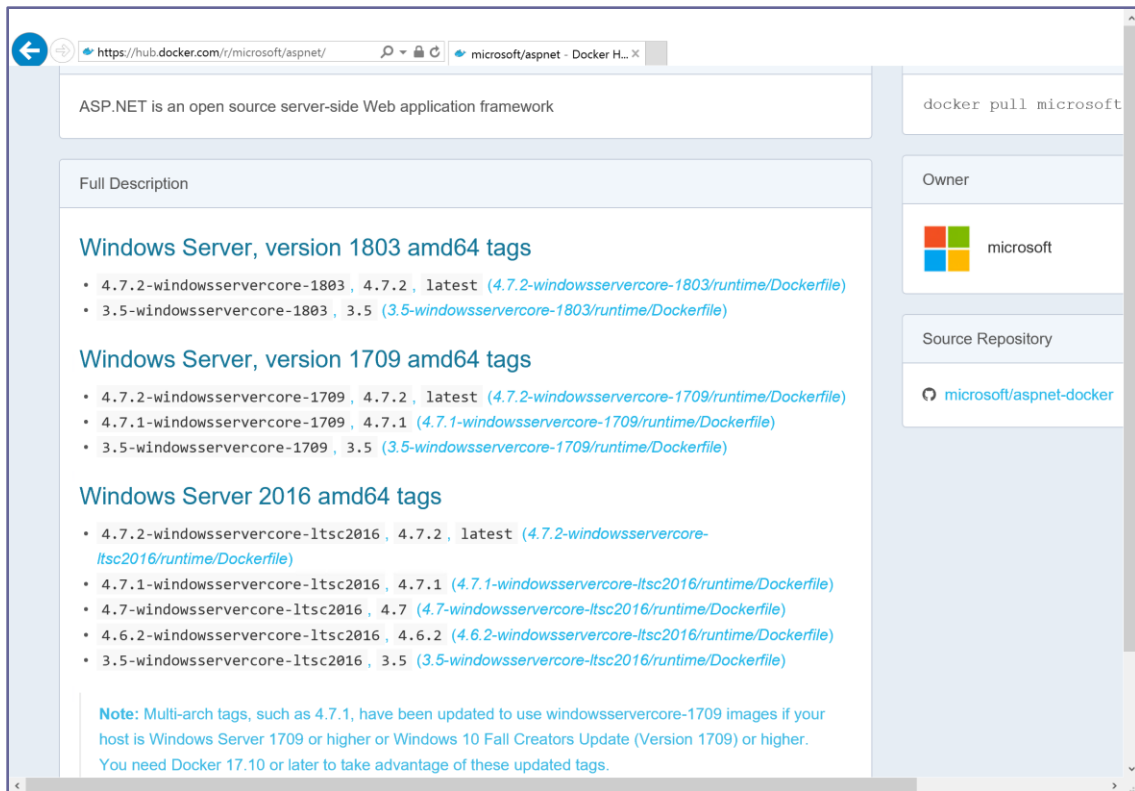 https://hub.docker.com/r/microsoft/aspnet/
microsoft/aspnet - Docker H...
ASP.NET is an open source server-side Web application framework
docker pull microsoft
Full Description
Owner
microsoft
Source Repository
microsoft/aspnet-docker
Windows Server, version 1803 amd64 tags
• 4.7.2-windowsservercore-1803, 4.7.2, latest (4.7.2-windowsservercore-1803/runtime/Dockerfile)
• 3.5-windowsservercore-1803, 3.5 (3.5-windowsservercore-1803/runtime/Dockerfile)
Windows Server, version 1709 amd64 tags
• 4.7.2-windowsservercore-1709, 4.7.2, latest (4.7.2-windowsservercore-1709/runtime/Dockerfile)
• 4.7.1-windowsservercore-1709, 4.7.1 (4.7.1-windowsservercore-1709/runtime/Dockerfile)
• 3.5-windowsservercore-1709, 3.5 (3.5-windowsservercore-1709/runtime/Dockerfile)
Windows Server 2016 amd64 tags
• 4.7.2-windowsservercore-ltsc2016, 4.7.2, latest (4.7.2-windowsservercore-
ltsc2016/runtime/Dockerfile)
• 4.7.1-windowsservercore-ltsc2016, 4.7.1 (4.7.1-windowsservercore-ltsc2016/runtime/Dockerfile)
• 4.7-windowsservercore-ltsc2016, 4.7 (4.7-windowsservercore-ltsc2016/runtime/Dockerfile)
• 4.6.2-windowsservercore-ltsc2016, 4.6.2 (4.6.2-windowsservercore-ltsc2016/runtime/Dockerfile)
• 3.5-windowsservercore-ltsc2016, 3.5 (3.5-windowsservercore-ltsc2016/runtime/Dockerfile)
Note: Multi-arch tags, such as 4.7.1, have been updated to use windowsservercore-1709 images if your
host is Windows Server 1709 or higher or Windows 10 Fall Creators Update (Version 1709) or higher.
You need Docker 17.10 or later to take advantage of these updated tags.